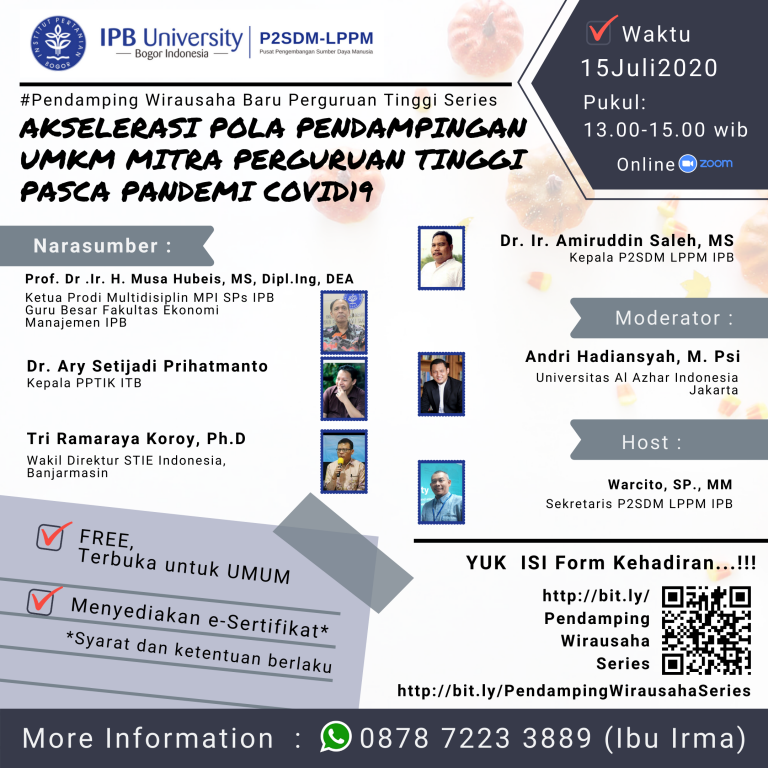 INSTITUT PERTANIAN
BOGOR
IPB University
Bogor Indonesia
P2SDM-LPPM
Pusat Pengembangan Sumber Daya Manusia
Waktu
15Juli2020
Pukul:
13.00-15.00 wib
Online zoom
#Pendamping Wirausaha Baru Perguruan Tinggi Series
AKSELERASI POLA PENDAMPINGAN
UMKM MITRA PERGURUAN TINGGI
PASCA PANDEMI COVID19
Narasumber :
Prof. Dr .Ir. H. Musa Hubeis, MS, Dipl.Ing, DEA
Ketua Prodi Multidisiplin MPI SPs IPB
Guru Besar Fakultas Ekonomi
Manajemen IPB
Dr. Ary Setijadi Prihatmanto
Kepala PPTIK ITB
Tri Ramaraya Koroy, Ph.D
Wakil Direktur STIE Indonesia,
Banjarmasin
Dr. Ir. Amiruddin Saleh, MS
Kepala P2SDM LPPM IPB
Moderator :
Andri Hadiansyah, M. Psi
Universitas Al Azhar Indonesia
Jakarta
Host :
Warcito, SP., MM
Sekretaris P2SDM LPPM IPB
FREE,
Terbuka untuk UMUM
Menyediakan e-Sertifikat*
*Syarat dan ketentuan berlaku
YUK ISI Form Kehadiran...!!!
http://bit.ly/
Pendamping
Wirausaha
Series
http://bit.ly/PendampingWirausahaSeries
More Information : 0878 7223 3889 (Ibu Irma)